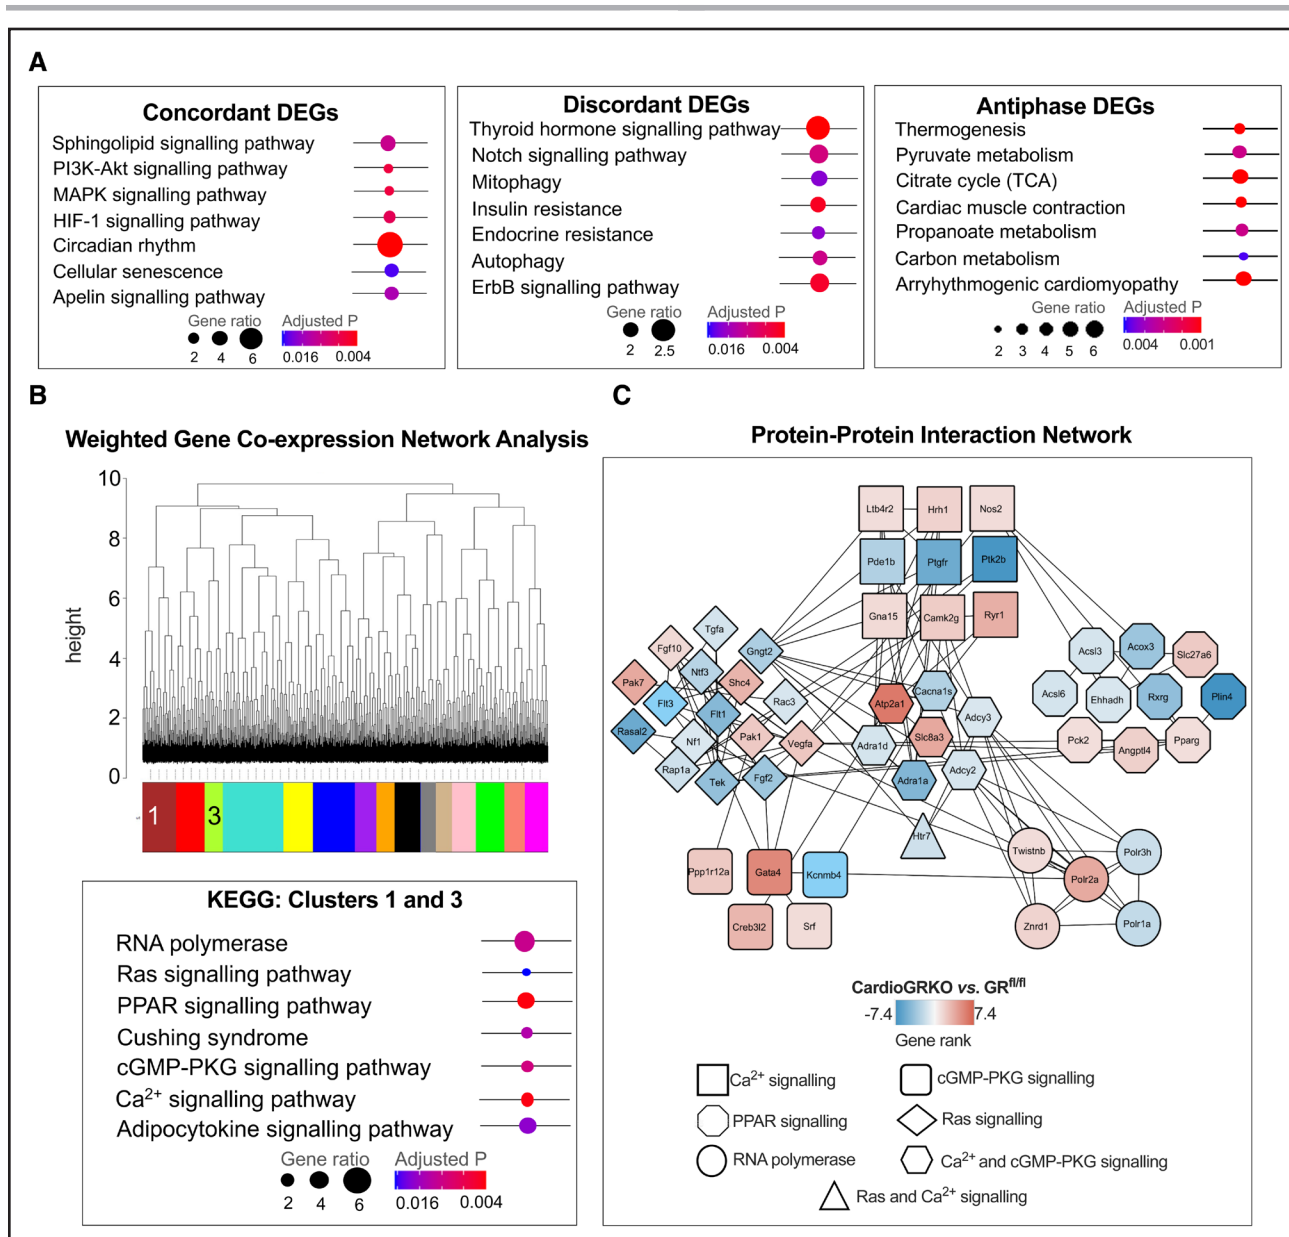 A
Concordant DEGs
Sphingolipid signalling pathway
PI3K-Akt signalling pathway
MAPK signalling pathway
HIF-1 signalling pathway
Circadian rhythm
Cellular senescence
Apelin signalling pathway
Gene ratio
2 4 6
Adjusted P
0.016 0.004
Discordant DEGs
Thyroid hormone signalling pathway
Notch signalling pathway
Mitophagy
Insulin resistance
Endocrine resistance
Autophagy
ErbB signalling pathway
Gene ratio
2 2.5
Adjusted P
0.016 0.004
Antiphase DEGs
Thermogenesis
Pyruvate metabolism
Citrate cycle (TCA)
Cardiac muscle contraction
Propanoate metabolism
Carbon metabolism
Arryhythmogenic cardiomyopathy
Gene ratio
2 3 4 5 6
Adjusted P
0.004 0.001
B
Weighted Gene Co-expression Network Analysis
height
10
8
6
4
2
0
1 3
KEGG: Clusters 1 and 3
RNA polymerase
Ras signalling pathway
PPAR signalling pathway
Cushing syndrome
cGMP-PKG signalling pathway
Ca2+ signalling pathway
Adipocytokine signalling pathway
Gene ratio
2 4 6
Adjusted P
0.016 0.004
C
Protein-Protein Interaction Network
Ltb4r2 Hrh1 Nos2
Pde1b Ptgfr Ptk2b
Gna15 Camk2g Ryr1
Tgfa
Fgf10 Gngt2
Ntf3
Pak7 Shc4
Flt3 Rac3
Flt1
Rasal2
Nf1 Pak1 Vegfa
Rap1a
Tek Fgf2
Cacna1s
Atp2a1
Adcy3
Slc8a3
Adra1d
Adcy2
Adra1a
Htr7
Acsl3 Acox3 Slc27a6
Acsl6 Ehhadh Rxrg Plin4
Pck2 Angptl4 Pparg
Ppp1r12a Gata4 Kcnmb4
Creb3l2 Srf
Twistnb Polr3h
Polr2a
Znrd1 Polr1a
CardioGRKO vs. GRfl/fl
-7.4 7.4
Gene rank
Ca2+ signalling
cGMP-PKG signalling
PPAR signalling
Ras signalling
RNA polymerase
Ca2+ and cGMP-PKG signalling
Ras and Ca2+ signalling